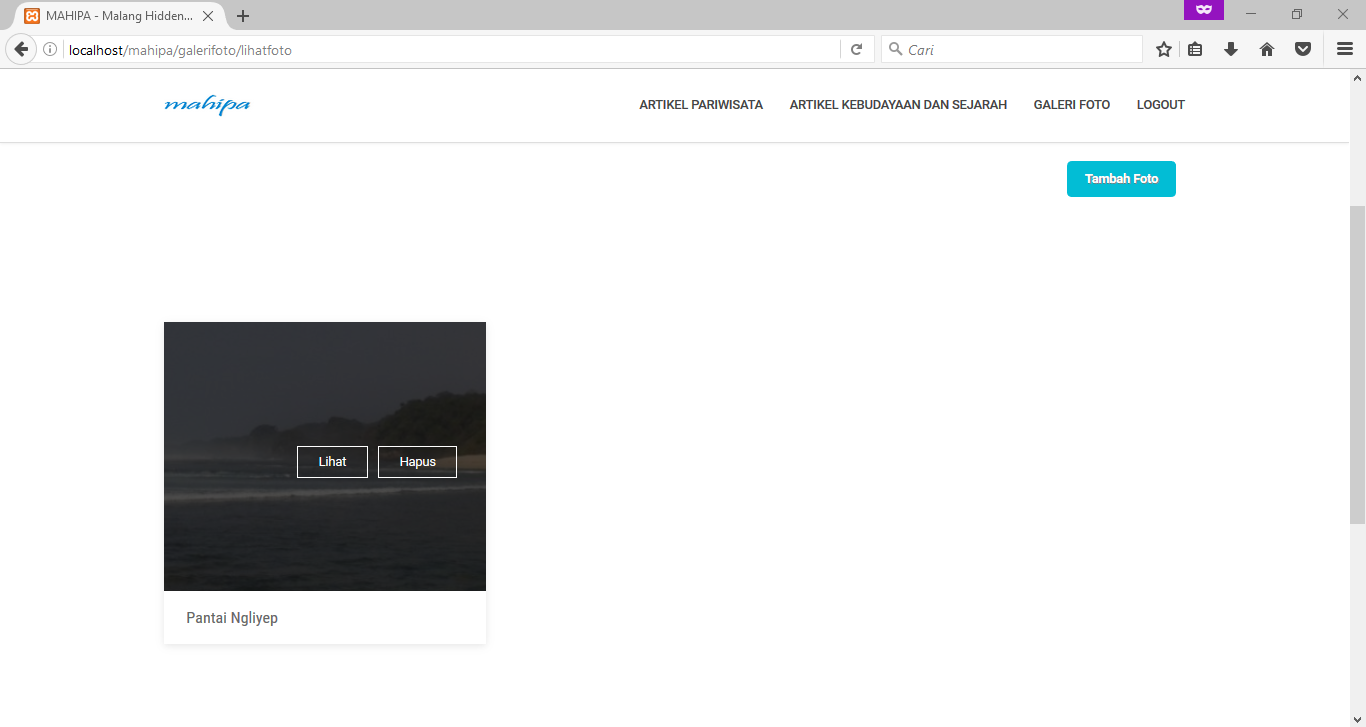 MAHIPA - Malang Hidden...
localhost/mahipa/galerifoto/lihatfoto
Cari
mahipa
ARTIKEL PARIWISATA
ARTIKEL KEBUDAYAAN DAN SEJARAH
GALERI FOTO
LOGOUT
Tambah Foto
Lihat
Hapus
Pantai Ngliyep